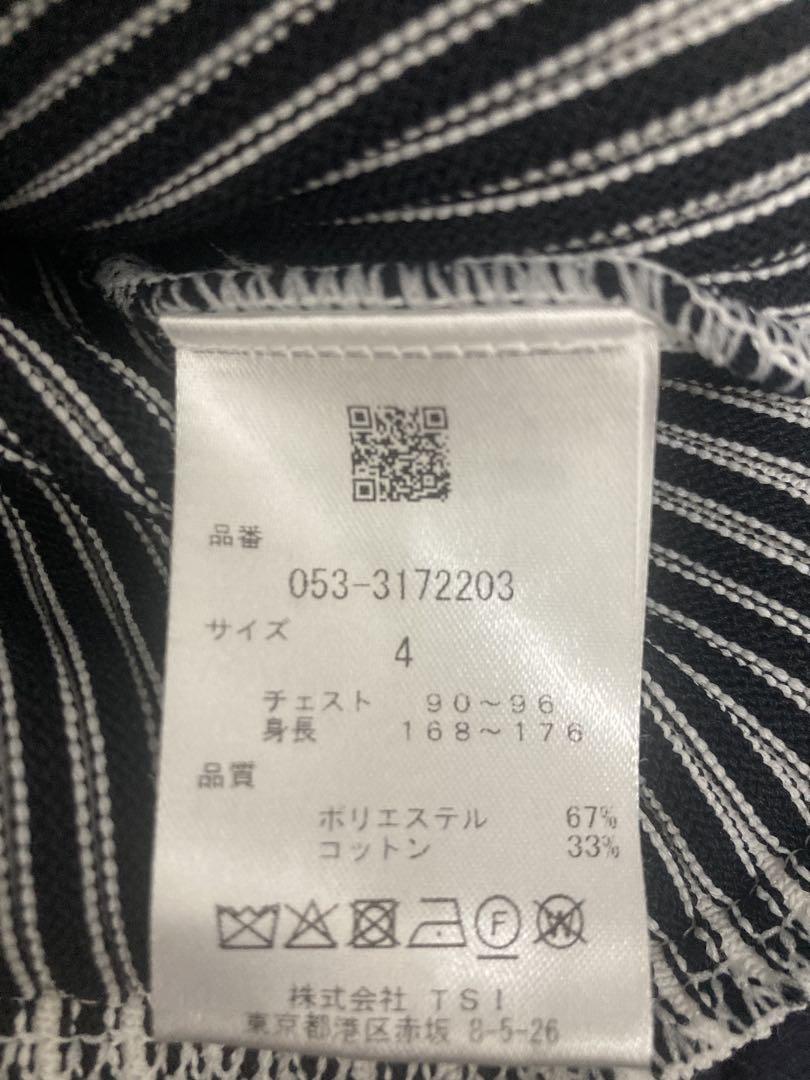 品番
053-3172203
サイズ
4
チェスト 90～96
身長 168～176
品質
ポリエステル 67%
コットン 33%
F W
株式会社 TSI
東京都港区赤坂 8-5-26